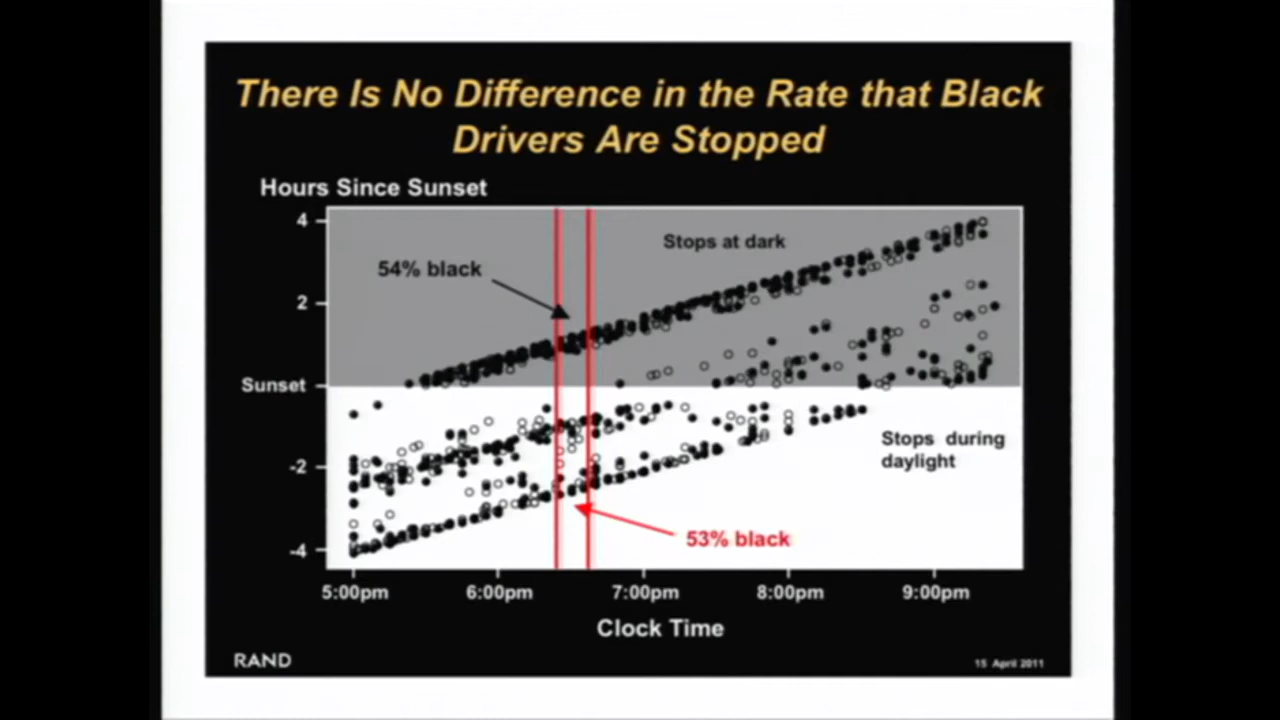 There Is No Difference in the Rate that Black
Drivers Are Stopped
Hours Since Sunset
4
Stops at dark
54% black
2
Sunset
Stops during
daylight
-2
53% black
-4
5:00pm 6:00pm 7:00pm 8:00pm 9:00pm
Clock Time
RAND
15 April 2011